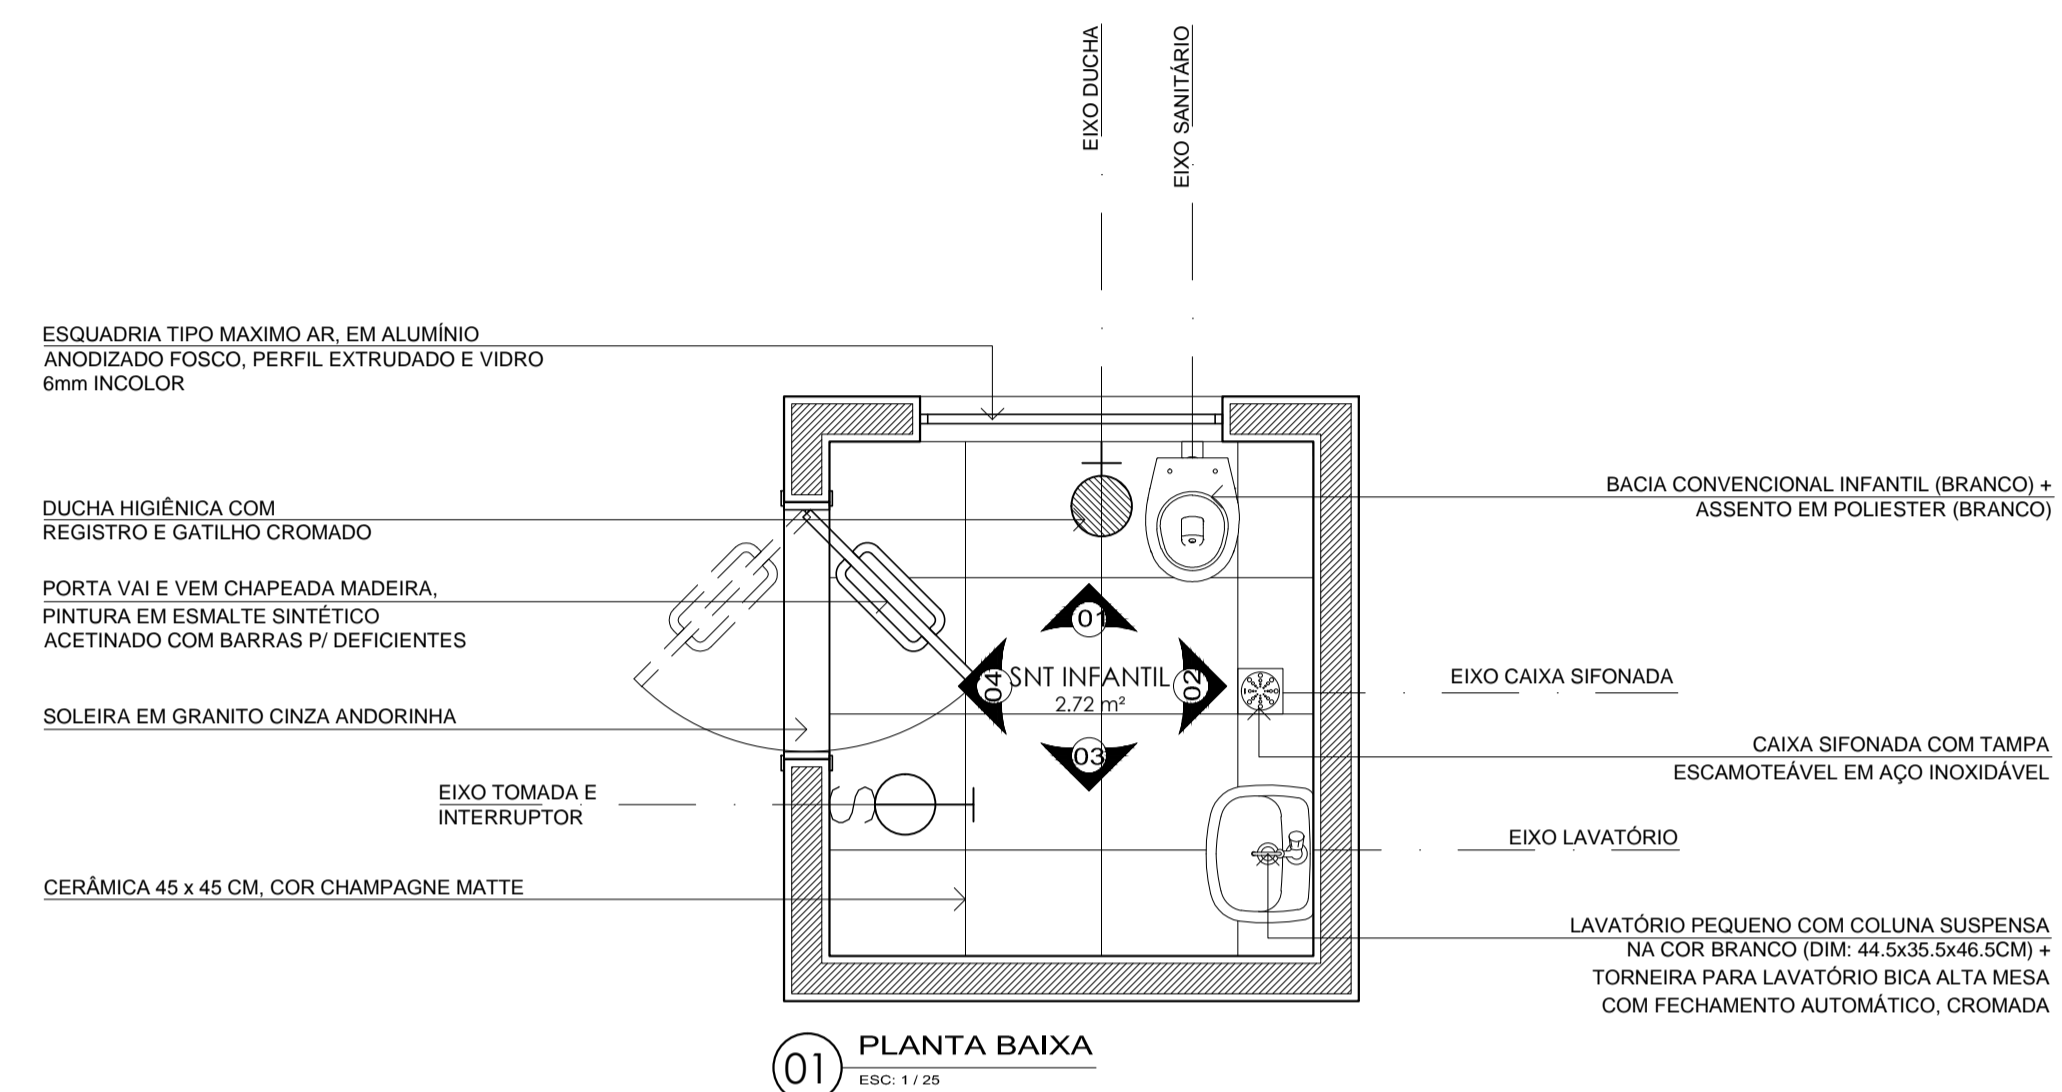 EIXO DUCHA
EIXO SANITÁRIO
ESQUADRIA TIPO MAXIMO AR, EM ALUMÍNIO
ANODIZADO FOSCO, PERFIL EXTRUDADO E VIDRO
6mm INCOLOR
DUCHA HIGIÊNICA COM
REGISTRO E GATILHO CROMADO
PORTA VAI E VEM CHAPEADA MADEIRA,
PINTURA EM ESMALTE SINTÉTICO
ACETINADO COM BARRAS P/ DEFICIENTES
SOLEIRA EM GRANITO CINZA ANDORINHA
EIXO TOMADA E
INTERRUPTOR
CERÂMICA 45 x 45 CM, COR CHAMPAGNE MATTE
01
04
SNT INFANTIL
2.72 m²
02
03
S
BACIA CONVENCIONAL INFANTIL (BRANCO) +
ASSENTO EM POLIESTER (BRANCO)
EIXO CAIXA SIFONADA
CAIXA SIFONADA COM TAMPA
ESCAMOTEÁVEL EM AÇO INOXIDÁVEL
EIXO LAVATÓRIO
LAVATÓRIO PEQUENO COM COLUNA SUSPENSA
NA COR BRANCO (DIM: 44.5x35.5x46.5CM) +
TORNEIRA PARA LAVATÓRIO BICA ALTA MESA
COM FECHAMENTO AUTOMÁTICO, CROMADA
01
PLANTA BAIXA
ESC: 1 / 25